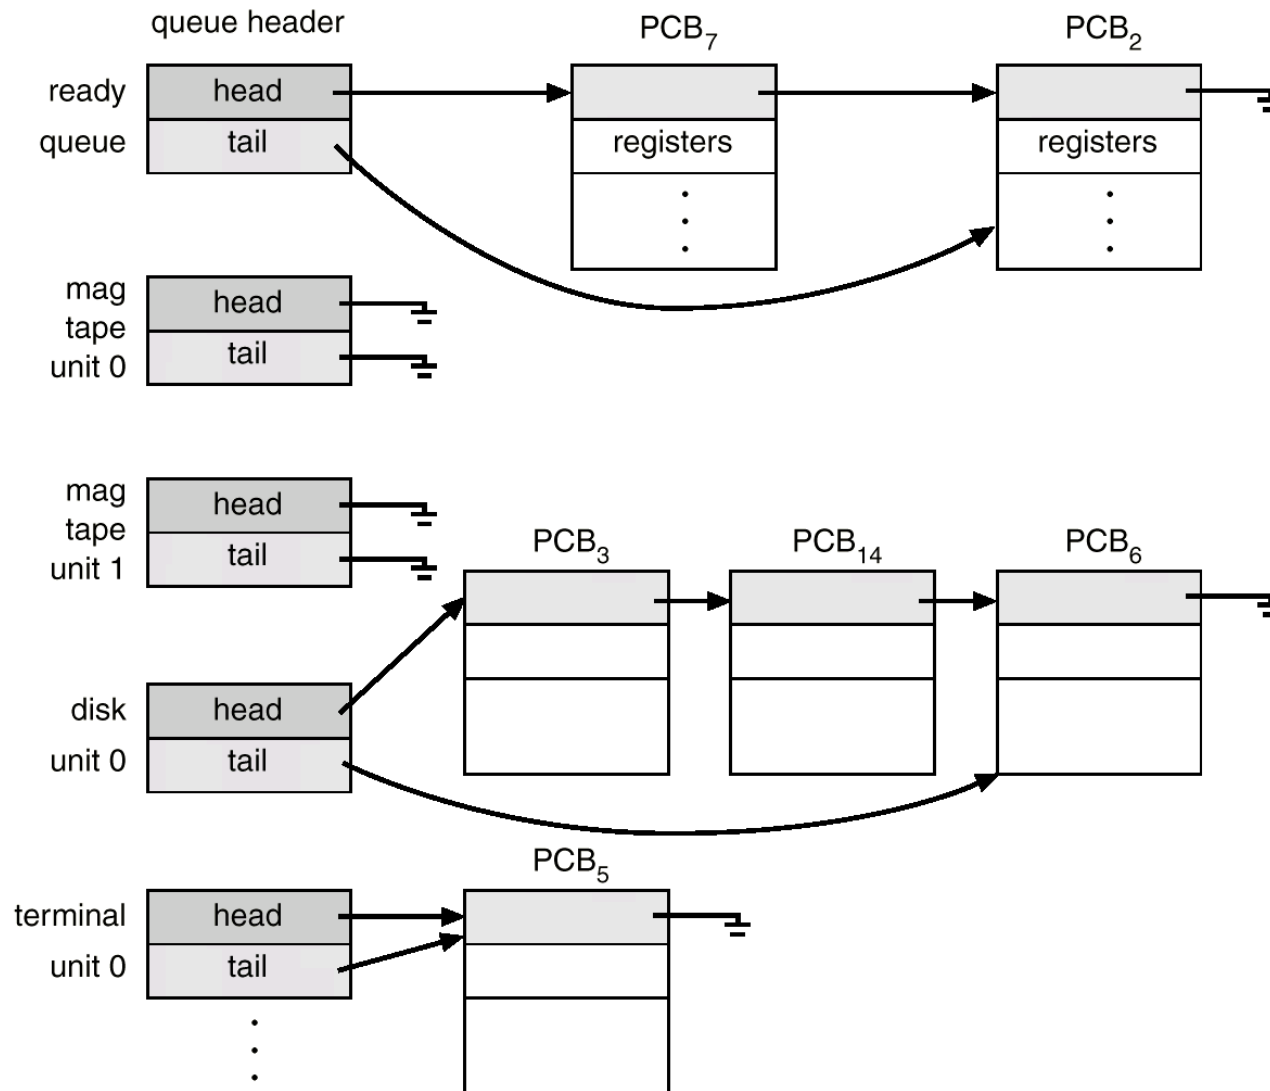 queue header
PCB7
PCB2
ready
head
queue
tail
registers
registers
mag
tape
unit 0
head
tail
mag
tape
unit 1
head
tail
PCB3
PCB14
PCB6
disk
head
unit 0
tail
PCB5
terminal
head
unit 0
tail